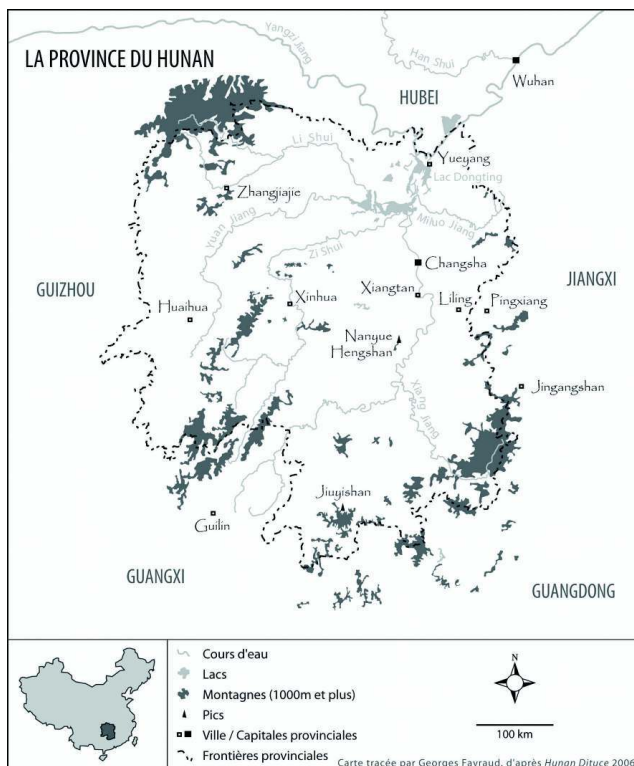 LA PROVINCE DU HUNAN
Yangzi Jiang
Han Shui
Wuhan
HUBEI
Li Shui
Yueyang
Lac Dongting
Zhangjiajie
Yuan Jiang
Miluo Jiang
Zi Shui
Changsha
GUIZHOU
JIANGXI
Xiangtan
Liling
Pingxiang
Xinhua
Huaihua
Nanyue
Hengshan
Jingangshan
Xiang Jiang
Jiuyishan
Guilin
GUANGXI
GUANGDONG
Cours d'eau
Lacs
Montagnes (1000m et plus)
Pics
Ville / Capitales provinciales
Frontières provinciales
N
100 km
Carte tracée par Georges Favraud, d'après Hunan Dituce 2006